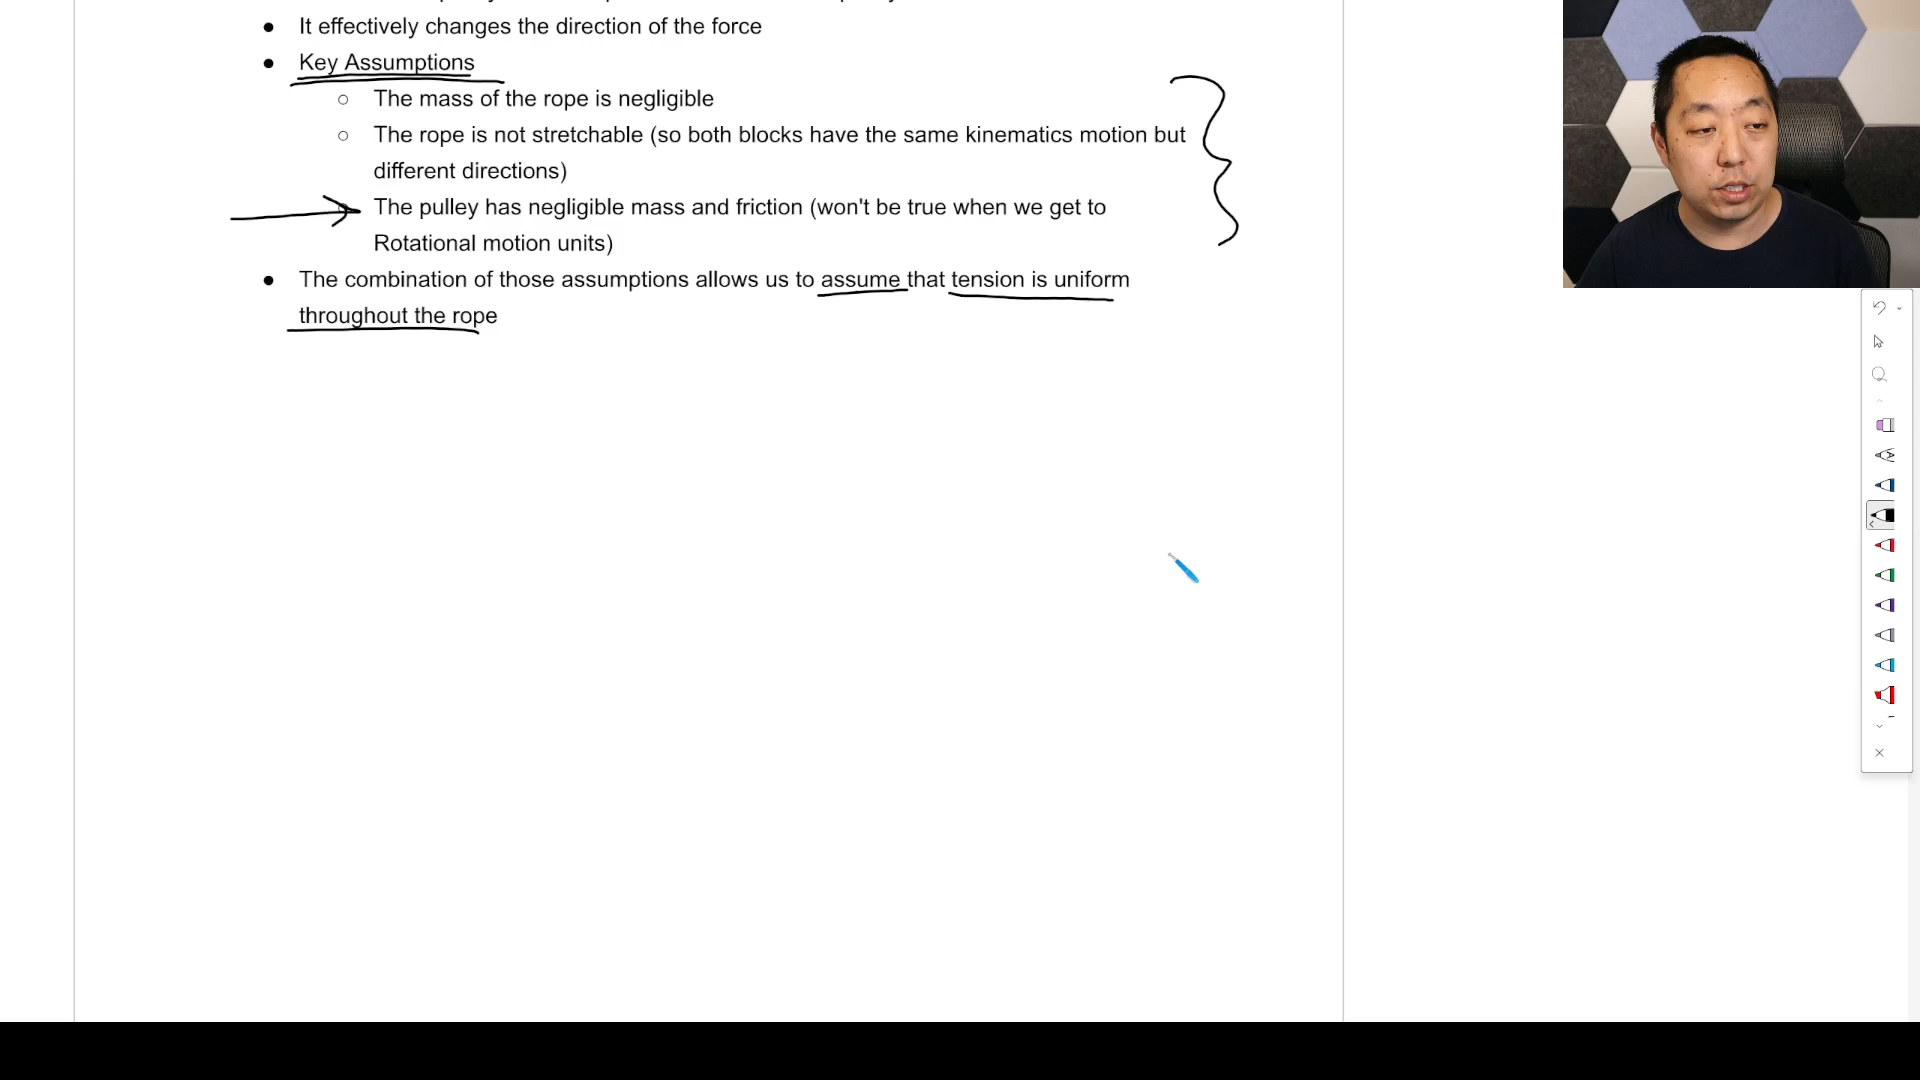 It effectively changes the direction of the force
Key Assumptions
The mass of the rope is negligible
The rope is not stretchable (so both blocks have the same kinematics motion but
different directions)
The pulley has negligible mass and friction (won't be true when we get to
Rotational motion units)
The combination of those assumptions allows us to assume that tension is uniform
throughout the rope